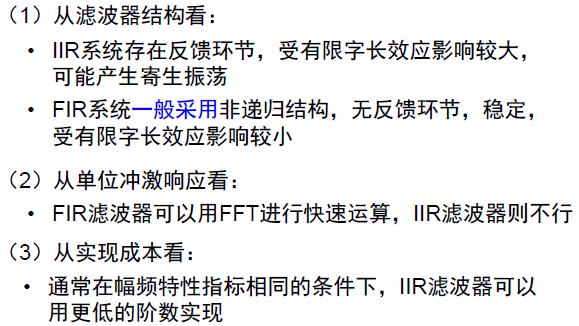 （1）从滤波器结构看：
• IIR系统存在反馈环节，受有限字长效应影响较大，
可能产生寄生振荡
• FIR系统一般采用非递归结构，无反馈环节，稳定，
受有限字长效应影响较小
（2）从单位冲激响应看：
• FIR滤波器可以用FFT进行快速运算，IIR滤波器则不行
（3）从实现成本看：
• 通常在幅频特性指标相同的条件下，IIR滤波器可以
用更低的阶数实现